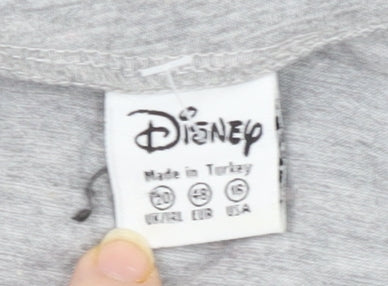 Disney
Made in Turkey
20 48 16
UK/IRL EUR USA